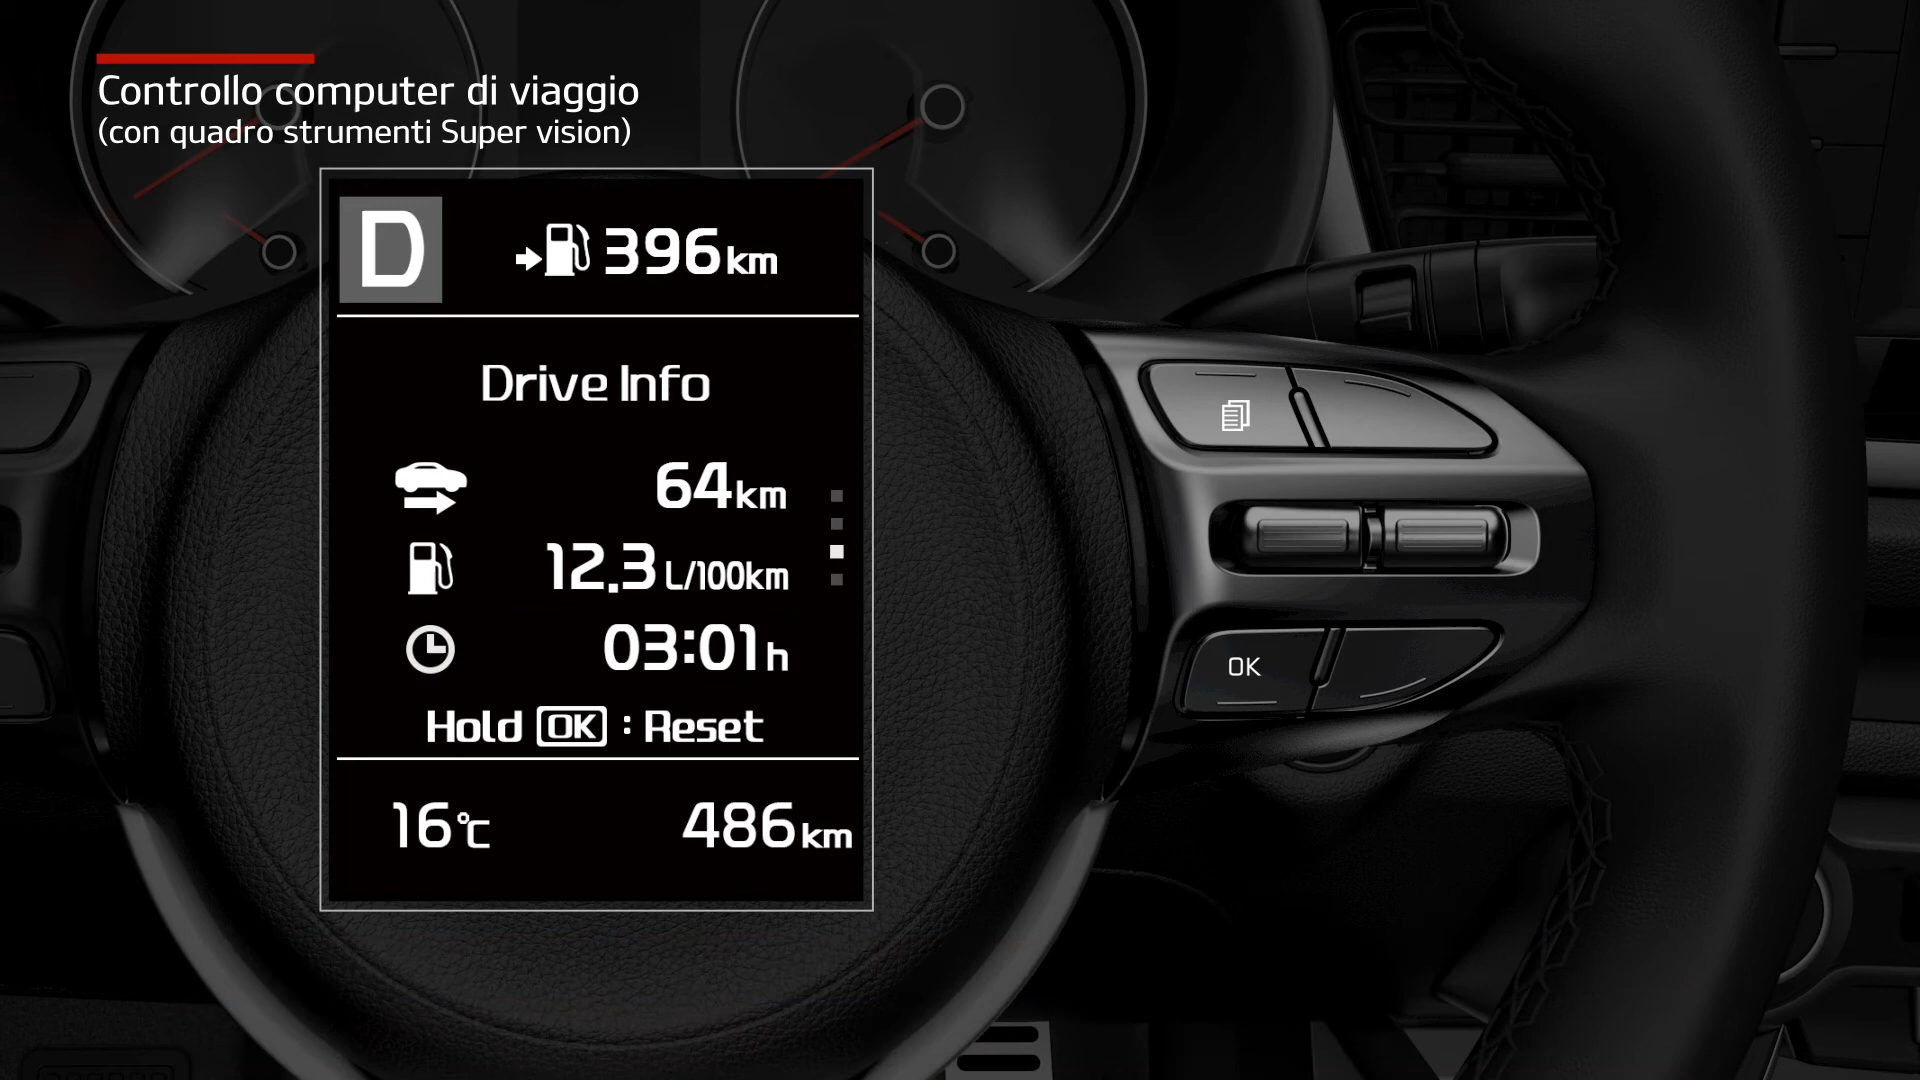 Controllo computer di viaggio
(con quadro strumenti Super vision)
D 396km
Drive Info
64km
12.3 L/100km
03:01h
Hold OK : Reset
16℃ 486km
OK